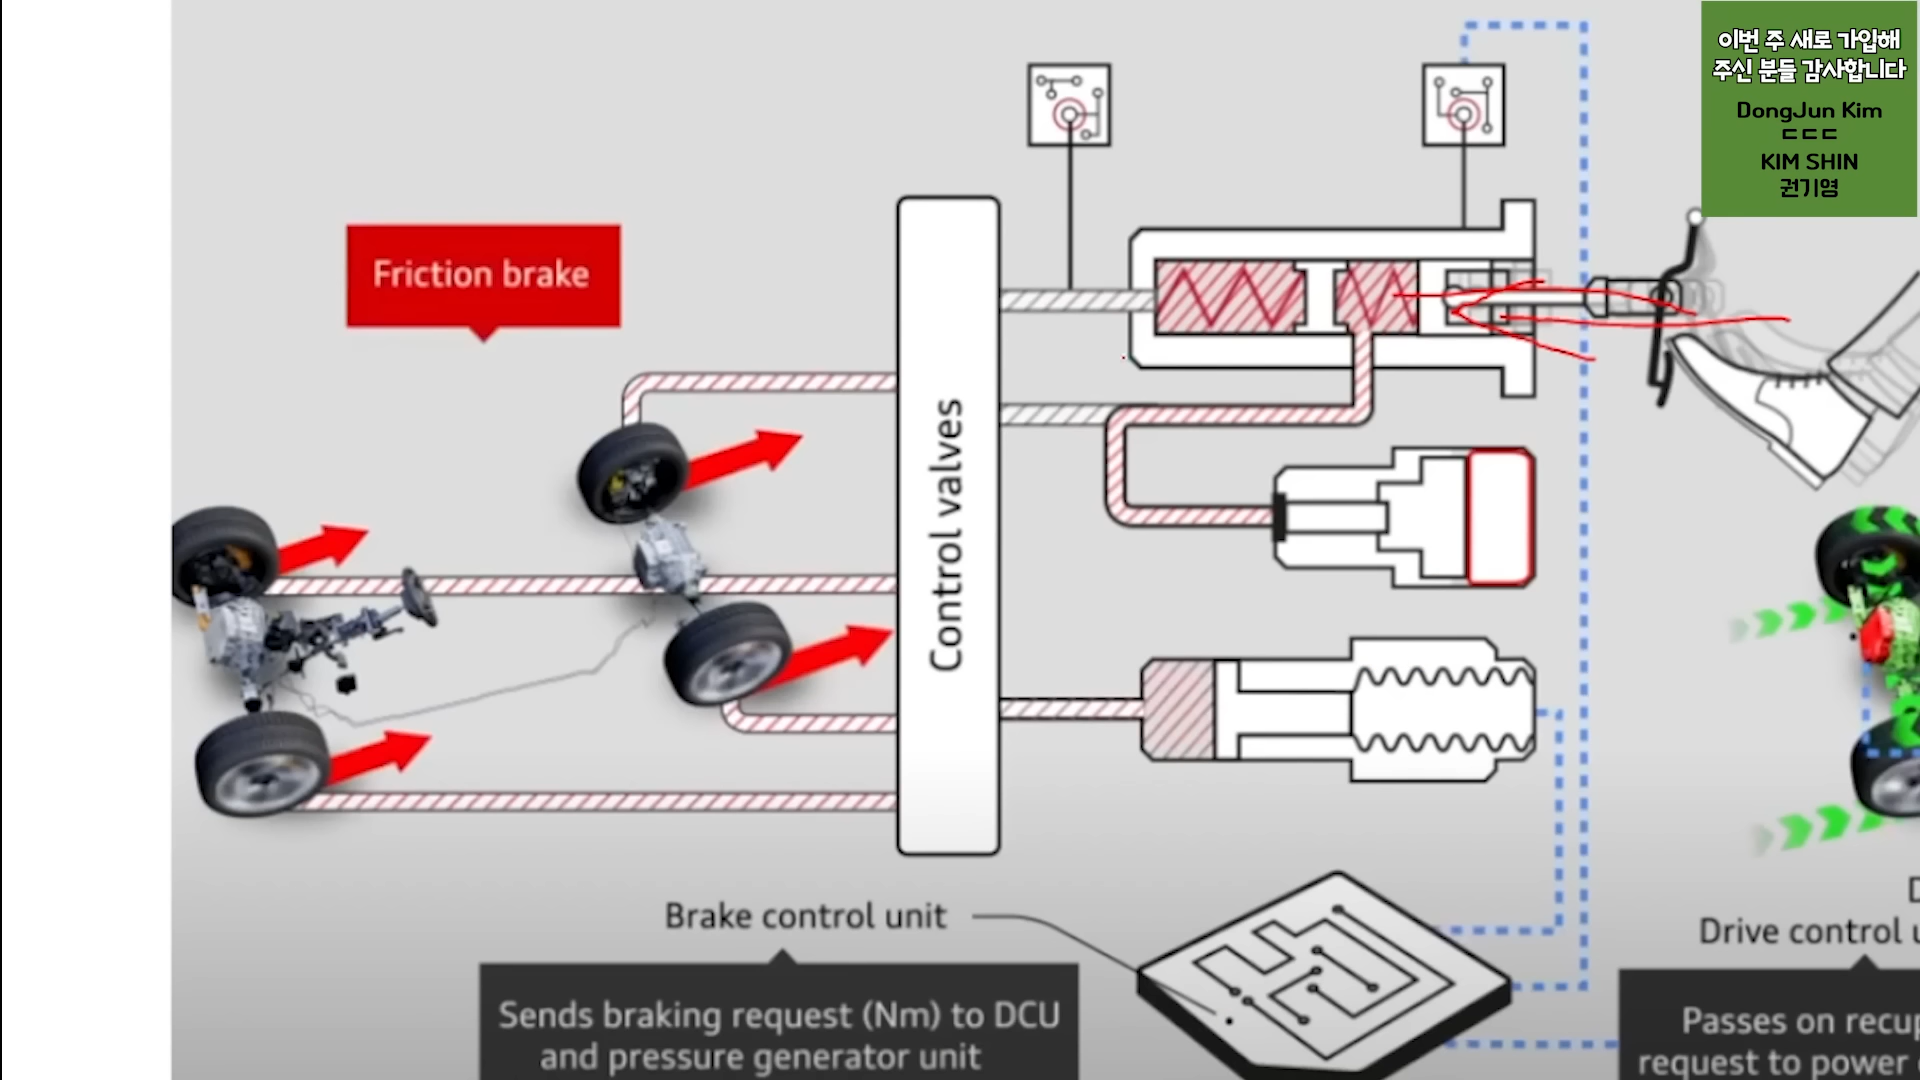 이번 주 새로 가입해
주신 분들 감사합니다
DongJun Kim
ㄷㄷㄷ
KIM SHIN
권기영
Friction brake
Control valves
Brake control unit
Sends braking request (Nm) to DCU
and pressure generator unit
D
Drive control u
Passes on recup
request to power